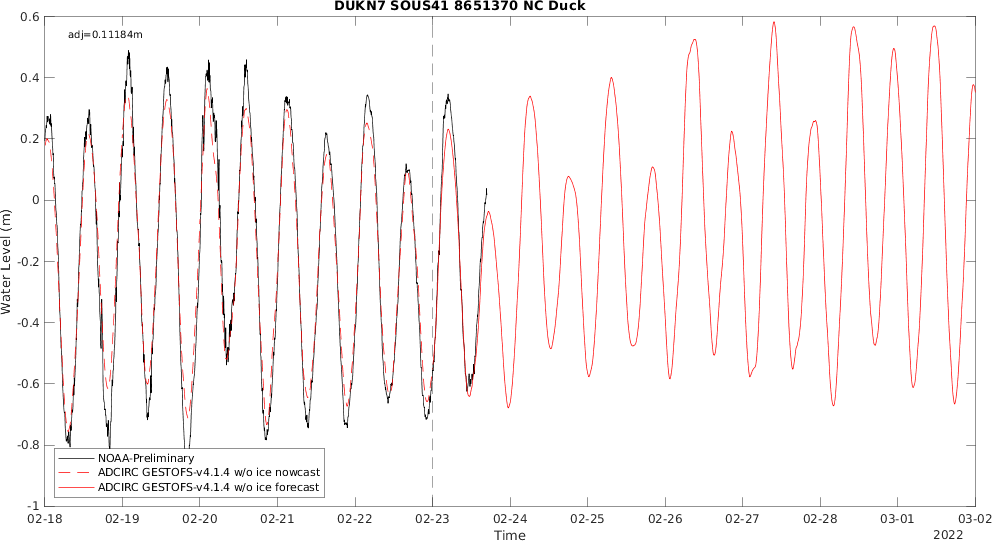 DUKN7 SOUS41 8651370 NC Duck
adj=0.11184m
0.6
0.4
0.2
0
-0.2
-0.4
-0.6
-0.8
-1
Water Level (m)
NOAA-Preliminary
ADCIRC GESTOFS-v4.1.4 w/o ice nowcast
ADCIRC GESTOFS-v4.1.4 w/o ice forecast
02-18 02-19 02-20 02-21 02-22 02-23 02-24 02-25 02-26 02-27 02-28 03-01 03-02
Time
2022